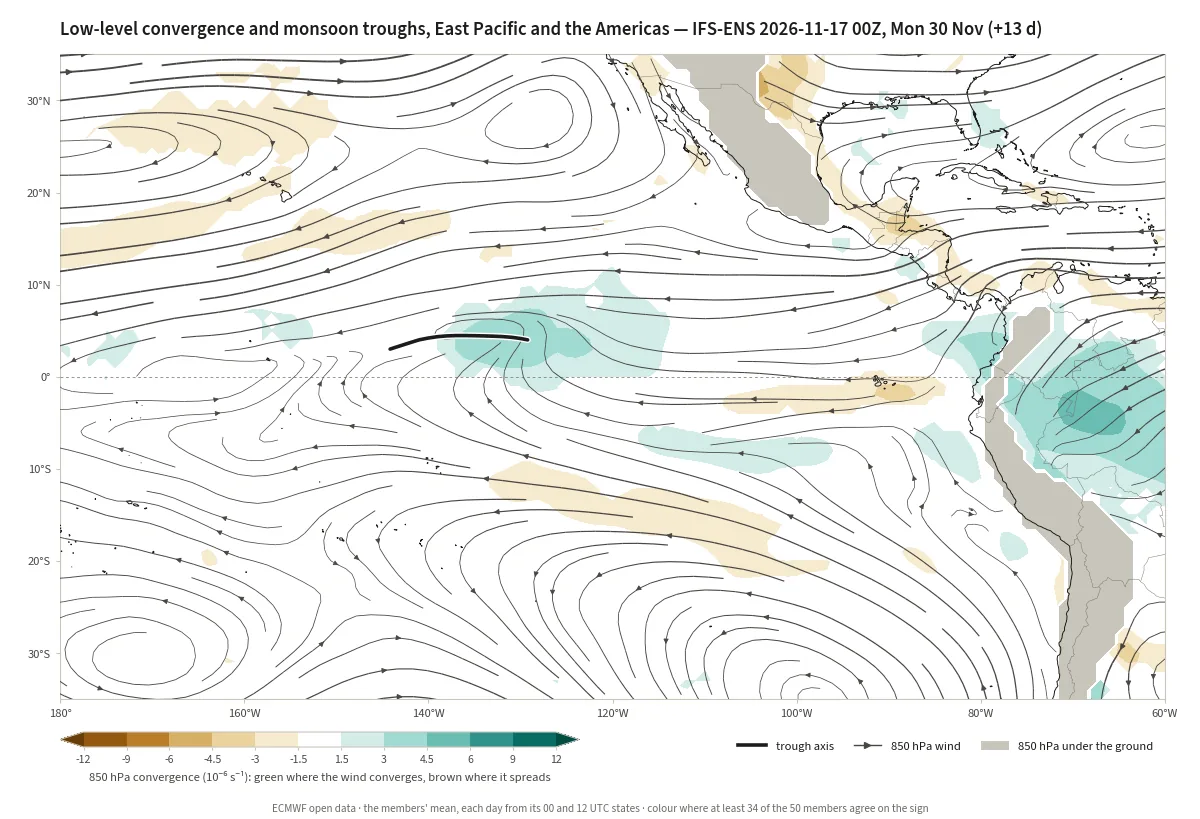 Low-level convergence and monsoon troughs, East Pacific and the Americas — IFS-ENS 2026-11-17 00Z, Mon 30 Nov (+13 d)
30°N
20°N
10°N
0°
10°S
20°S
30°S
180° 160°W 140°W 120°W 100°W 80°W 60°W
-12 -9 -6 -4.5 -3 -1.5 1.5 3 4.5 6 9 12
850 hPa convergence (10⁻⁶ s⁻¹): green where the wind converges, brown where it spreads
trough axis 850 hPa wind 850 hPa under the ground
ECMWF open data · the members' mean, each day from its 00 and 12 UTC states · colour where at least 34 of the 50 members agree on the sign